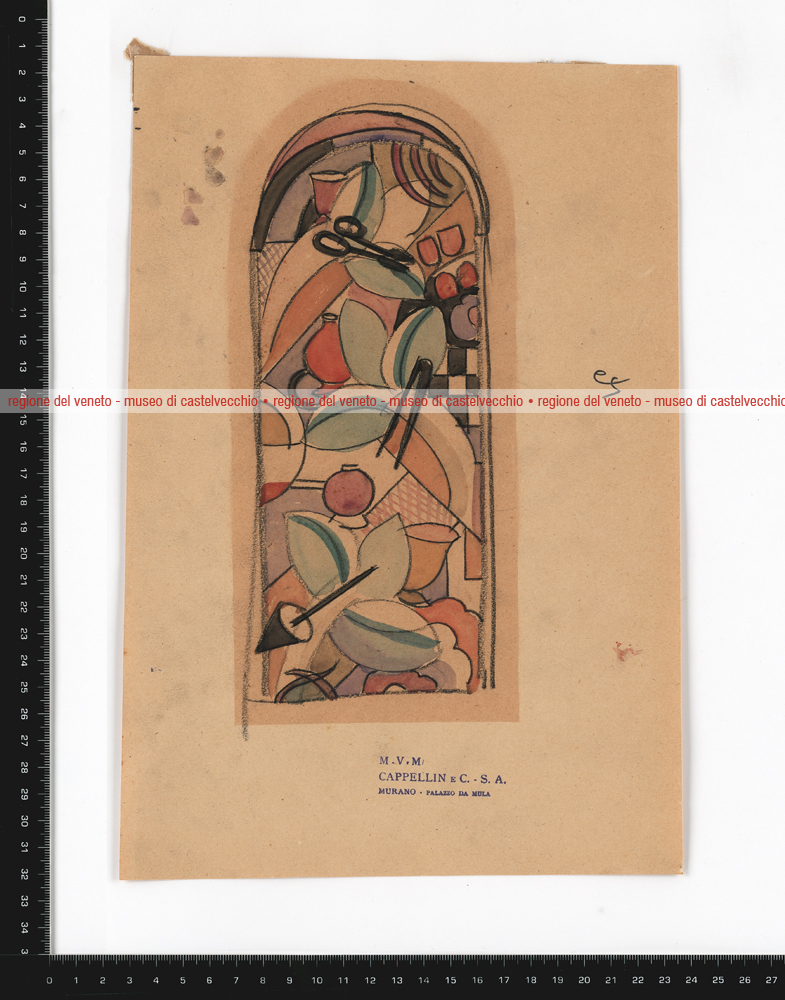 regione del veneto - museo di castelvecchio • regione del veneto - museo di castelvecchio • regione del veneto - museo di castelvecchio
M.V.M.
CAPPELLIN E C. - S. A.
MURANO - PALAZZO DA MULA
0 1 2 3 4 5 6 7 8 9 10 11 12 13 14 15 16 17 18 19 20 21 22 23 24 25 26 27 28 29 30 31 32 33 34 3
0 1 2 3 4 5 6 7 8 9 10 11 12 13 14 15 16 17 18 19 20 21 22 23 24 25 26 27